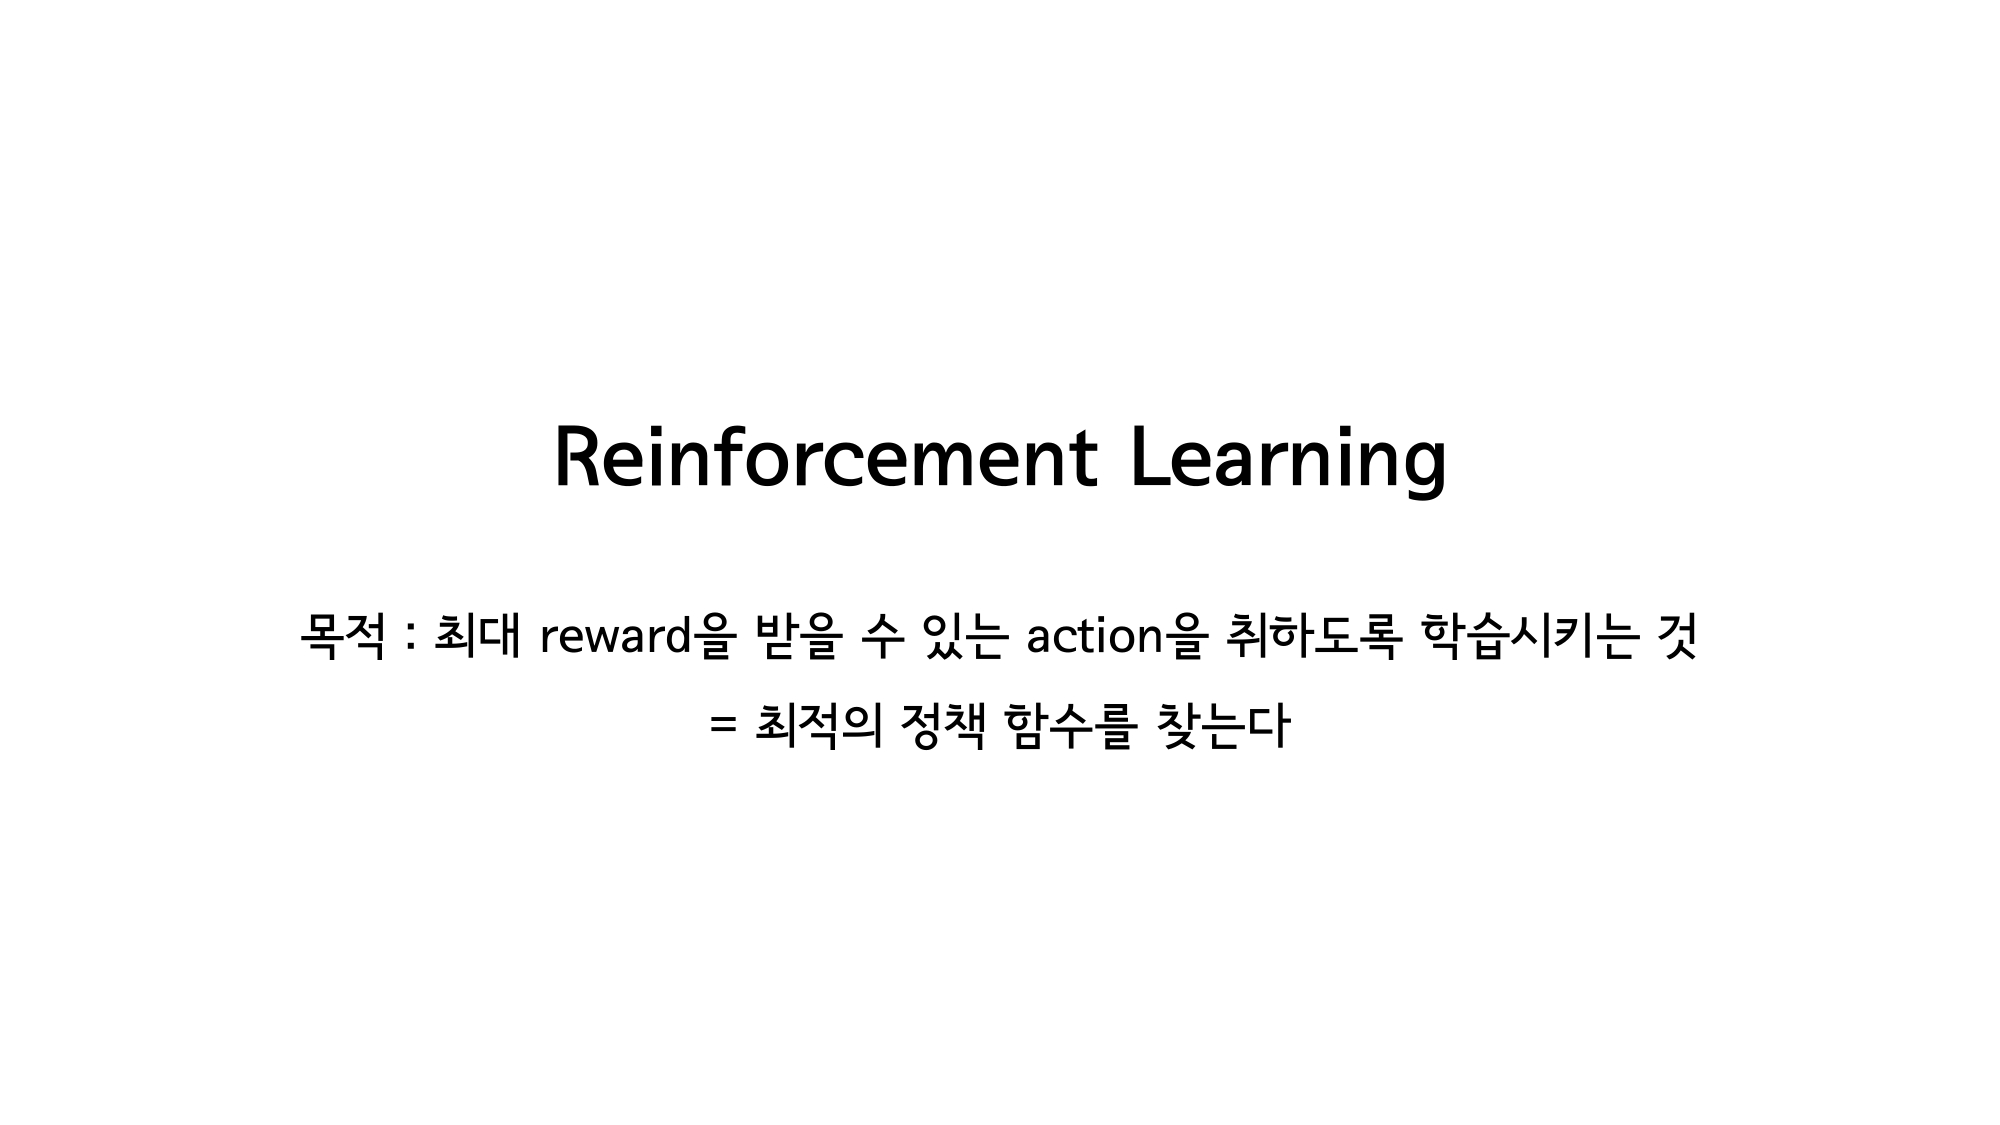 Reinforcement Learning
목적 : 최대 reward을 받을 수 있는 action을 취하도록 학습시키는 것
= 최적의 정책 함수를 찾는다